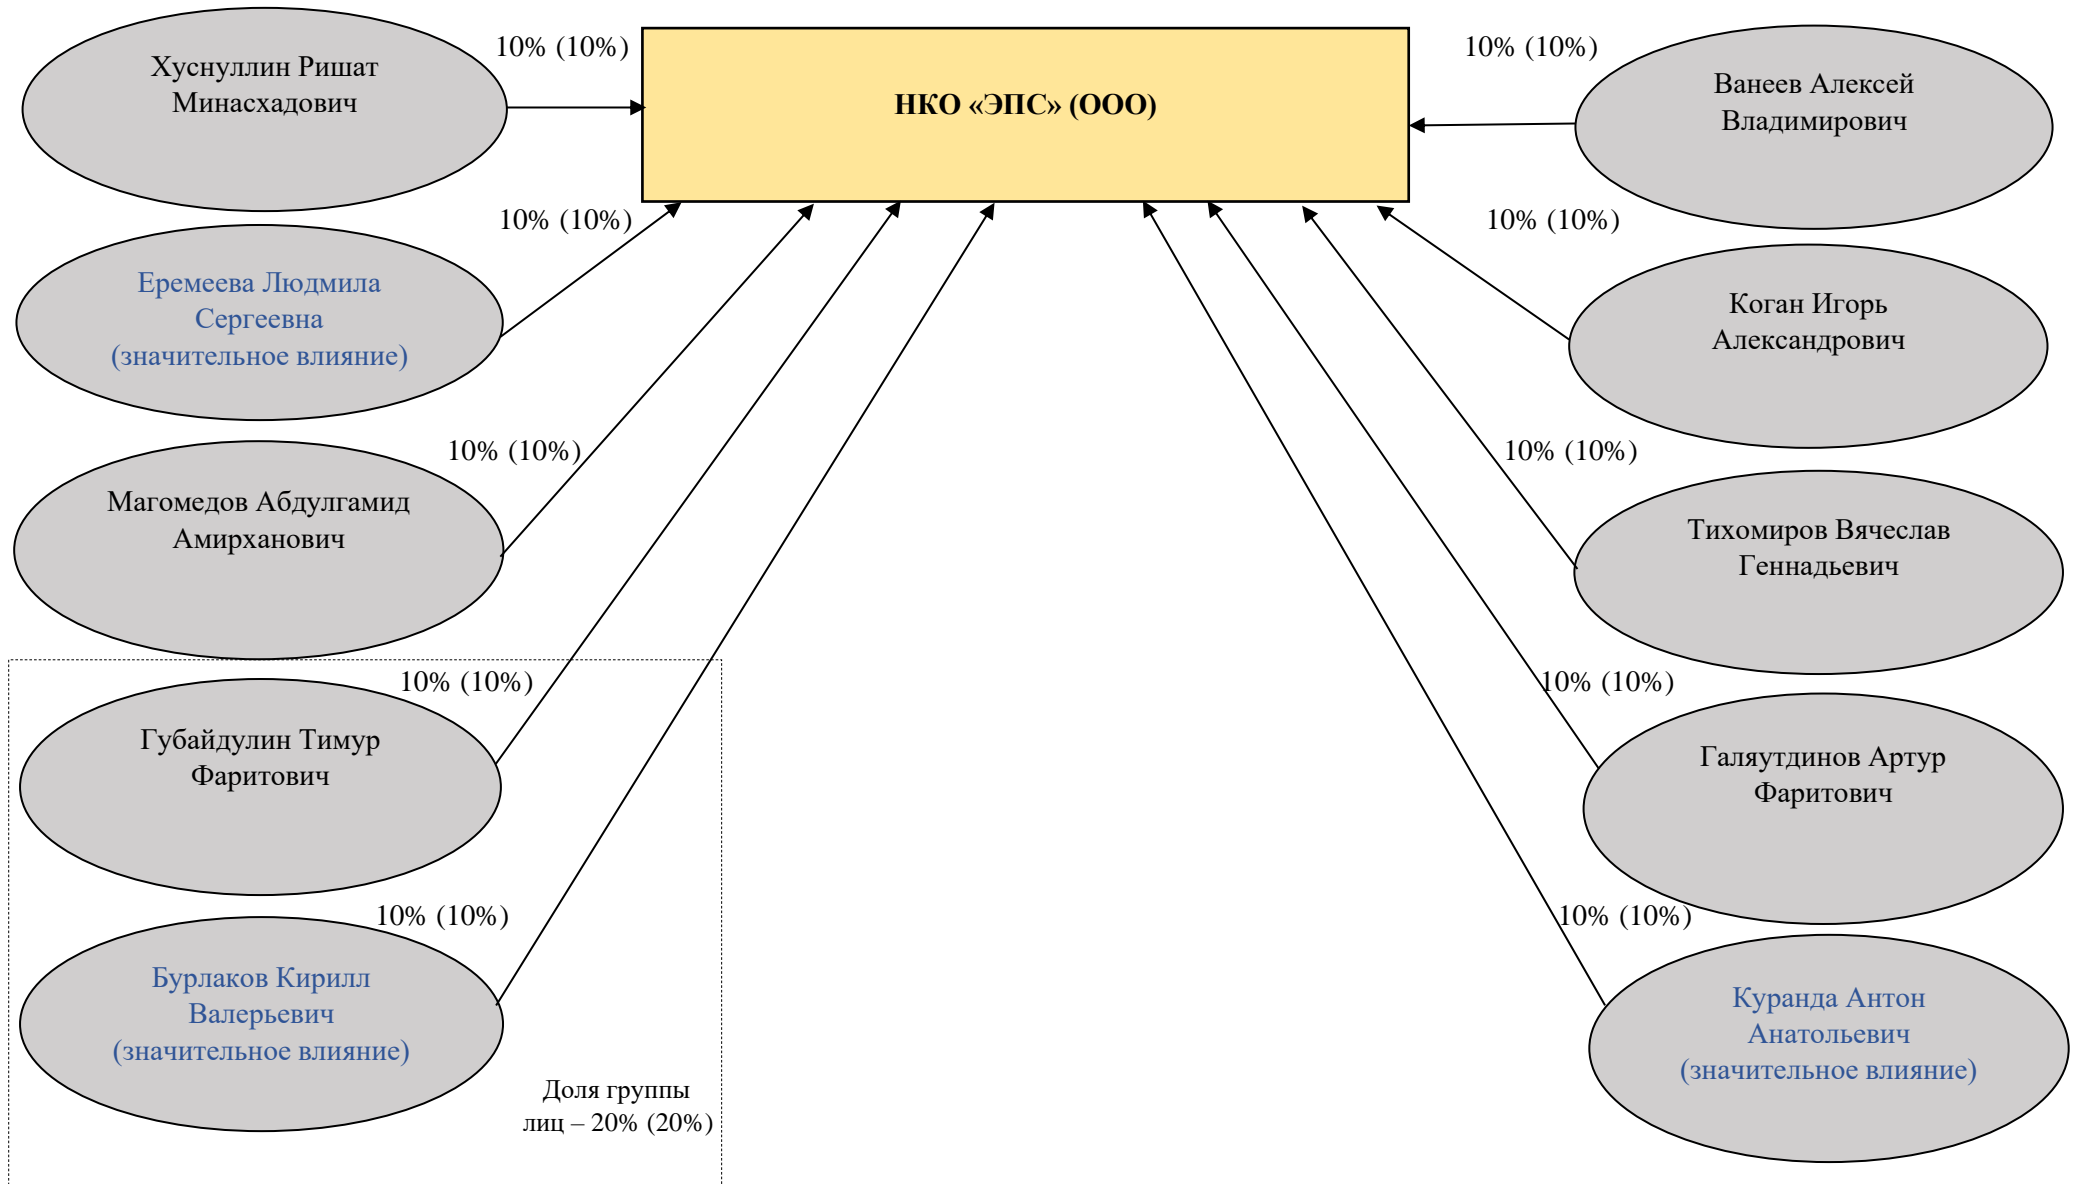 10% (10%)
Хуснуллин Ришат
Минасхадович
НКО «ЭПС» (ООО)
10% (10%)
Ванеев Алексей
Владимирович
10% (10%)
Еремеева Людмила
Сергеевна
(значительное влияние)
10% (10%)
Коган Игорь
Александрович
10% (10%)
Магомедов Абдулгамид
Амирханович
10% (10%)
Тихомиров Вячеслав
Геннадьевич
10% (10%)
Губайдулин Тимур
Фаритович
10% (10%)
Галяутдинов Артур
Фаритович
10% (10%)
Бурлаков Кирилл
Валерьевич
(значительное влияние)
Доля группы
лиц – 20% (20%)
10% (10%)
Куранда Антон
Анатольевич
(значительное влияние)